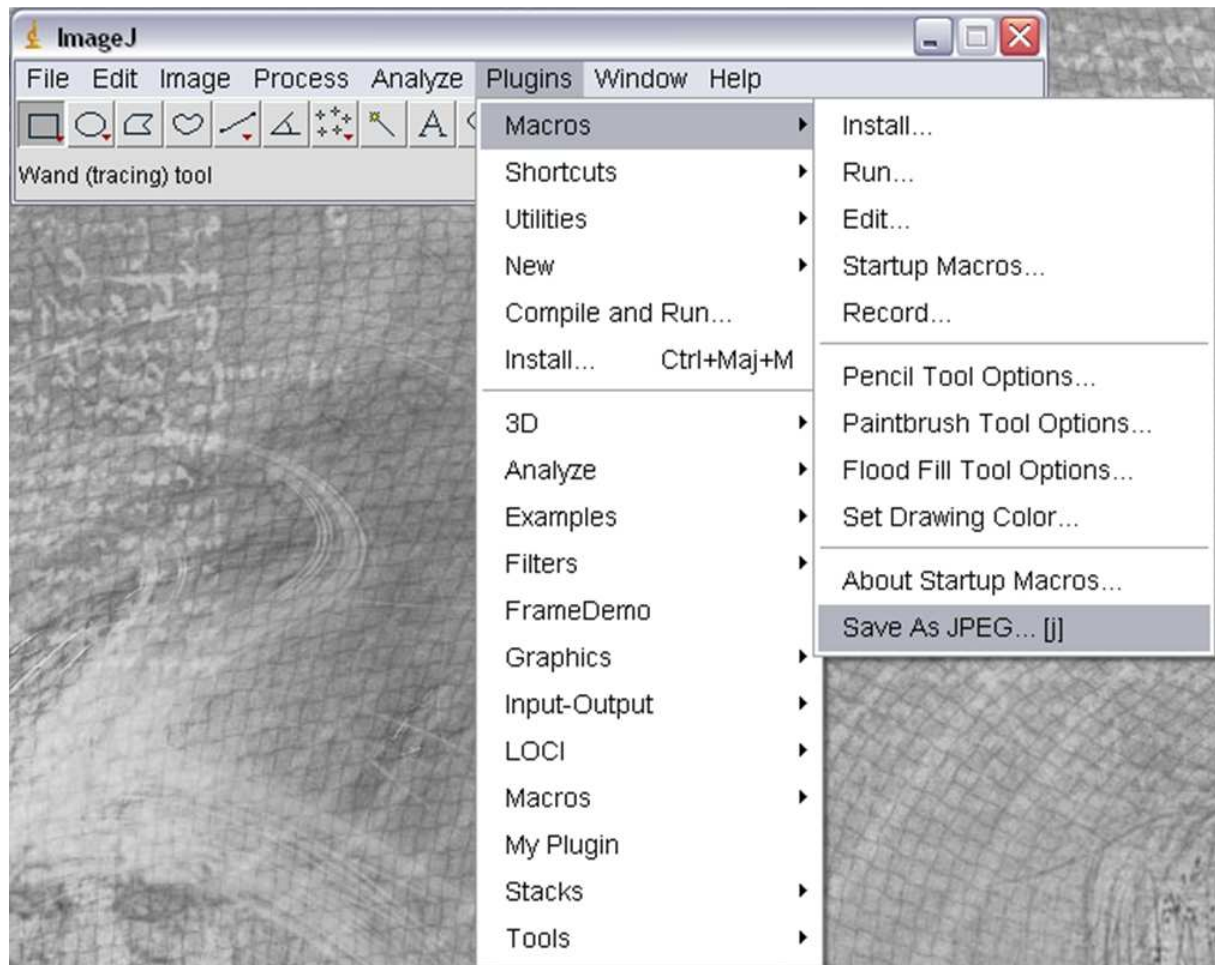 ImageJ
File Edit Image Process Analyze Plugins Window Help
A
Wand (tracing) tool
Macros
Shortcuts
Utilities
New
Compile and Run...
Install... Ctrl+Maj+M
3D
Analyze
Examples
Filters
FrameDemo
Graphics
Input-Output
LOCI
Macros
My Plugin
Stacks
Tools
Install...
Run...
Edit...
Startup Macros...
Record...
Pencil Tool Options...
Paintbrush Tool Options...
Flood Fill Tool Options...
Set Drawing Color...
About Startup Macros...
Save As JPEG... [j]